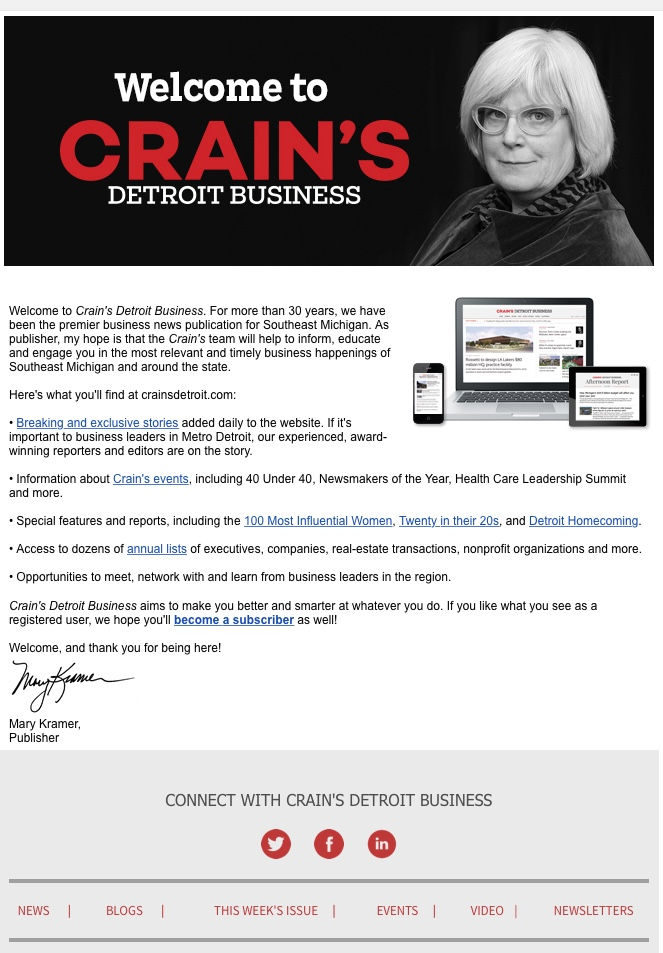 Welcome to
CRAIN'S
DETROIT BUSINESS
Welcome to Crain's Detroit Business. For more than 30 years, we have
been the premier business news publication for Southeast Michigan. As
publisher, my hope is that the Crain's team will help to inform, educate
and engage you in the most relevant and timely business happenings of
Southeast Michigan and around the state.
Here's what you'll find at crainsdetroit.com:
• Breaking and exclusive stories added daily to the website. If it's
important to business leaders in Metro Detroit, our experienced, award-
winning reporters and editors are on the story.
CRAIN'S DETROIT BUSINESS
Rossetti to design LA Lakers $80
million HQ, practice facility
Afternoon Report
• Information about Crain's events, including 40 Under 40, Newsmakers of the Year, Health Care Leadership Summit
and more.
• Special features and reports, including the 100 Most Influential Women, Twenty in their 20s, and Detroit Homecoming.
• Access to dozens of annual lists of executives, companies, real-estate transactions, nonprofit organizations and more.
• Opportunities to meet, network with and learn from business leaders in the region.
Crain's Detroit Business aims to make you better and smarter at whatever you do. If you like what you see as a
registered user, we hope you'll become a subscriber as well!
Welcome, and thank you for being here!
Mary Kramer
Mary Kramer,
Publisher
CONNECT WITH CRAIN'S DETROIT BUSINESS
f in
NEWS | BLOGS | THIS WEEK'S ISSUE | EVENTS | VIDEO | NEWSLETTERS